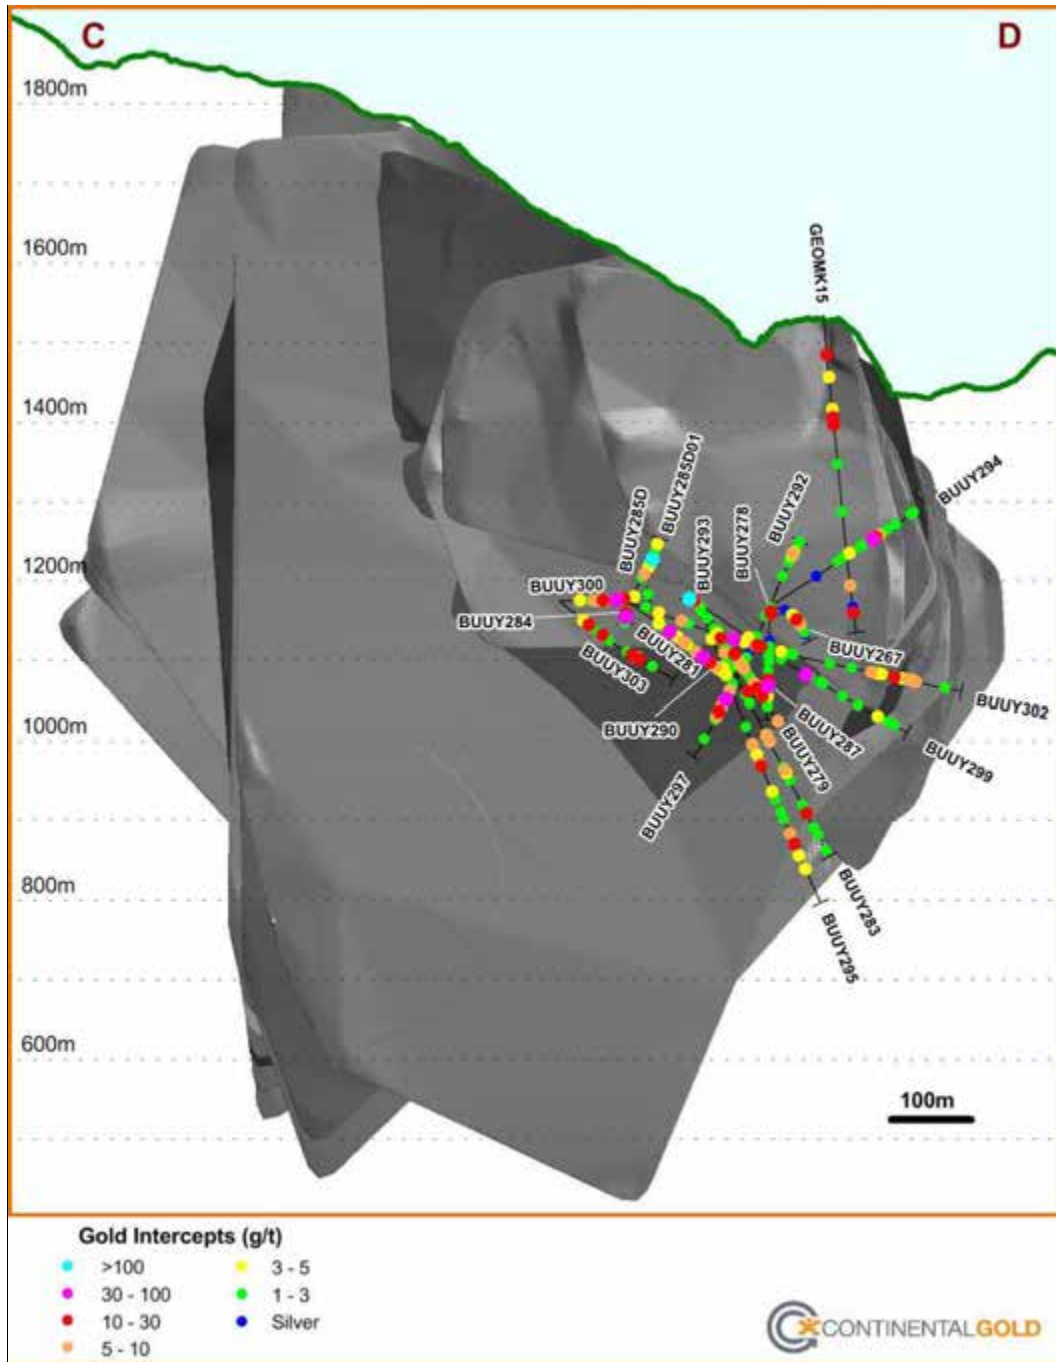 C
D
1800m
1600m
GEOMK15
1400m
BUUY294
BUUY285D01
BUUY285D
BUUY292
BUUY278
BUUY293
1200m
BUUY300
BUUY284
BUUY281
BUUY267
BUUY303
BUUY302
BUUY290
BUUY287
1000m
BUUY299
BUUY279
BUUY297
800m
BUUY283
BUUY295
600m
100m
Gold Intercepts (g/t)
>100
3 - 5
30 - 100
1 - 3
10 - 30
Silver
5 - 10
CONTINENTALGOLD